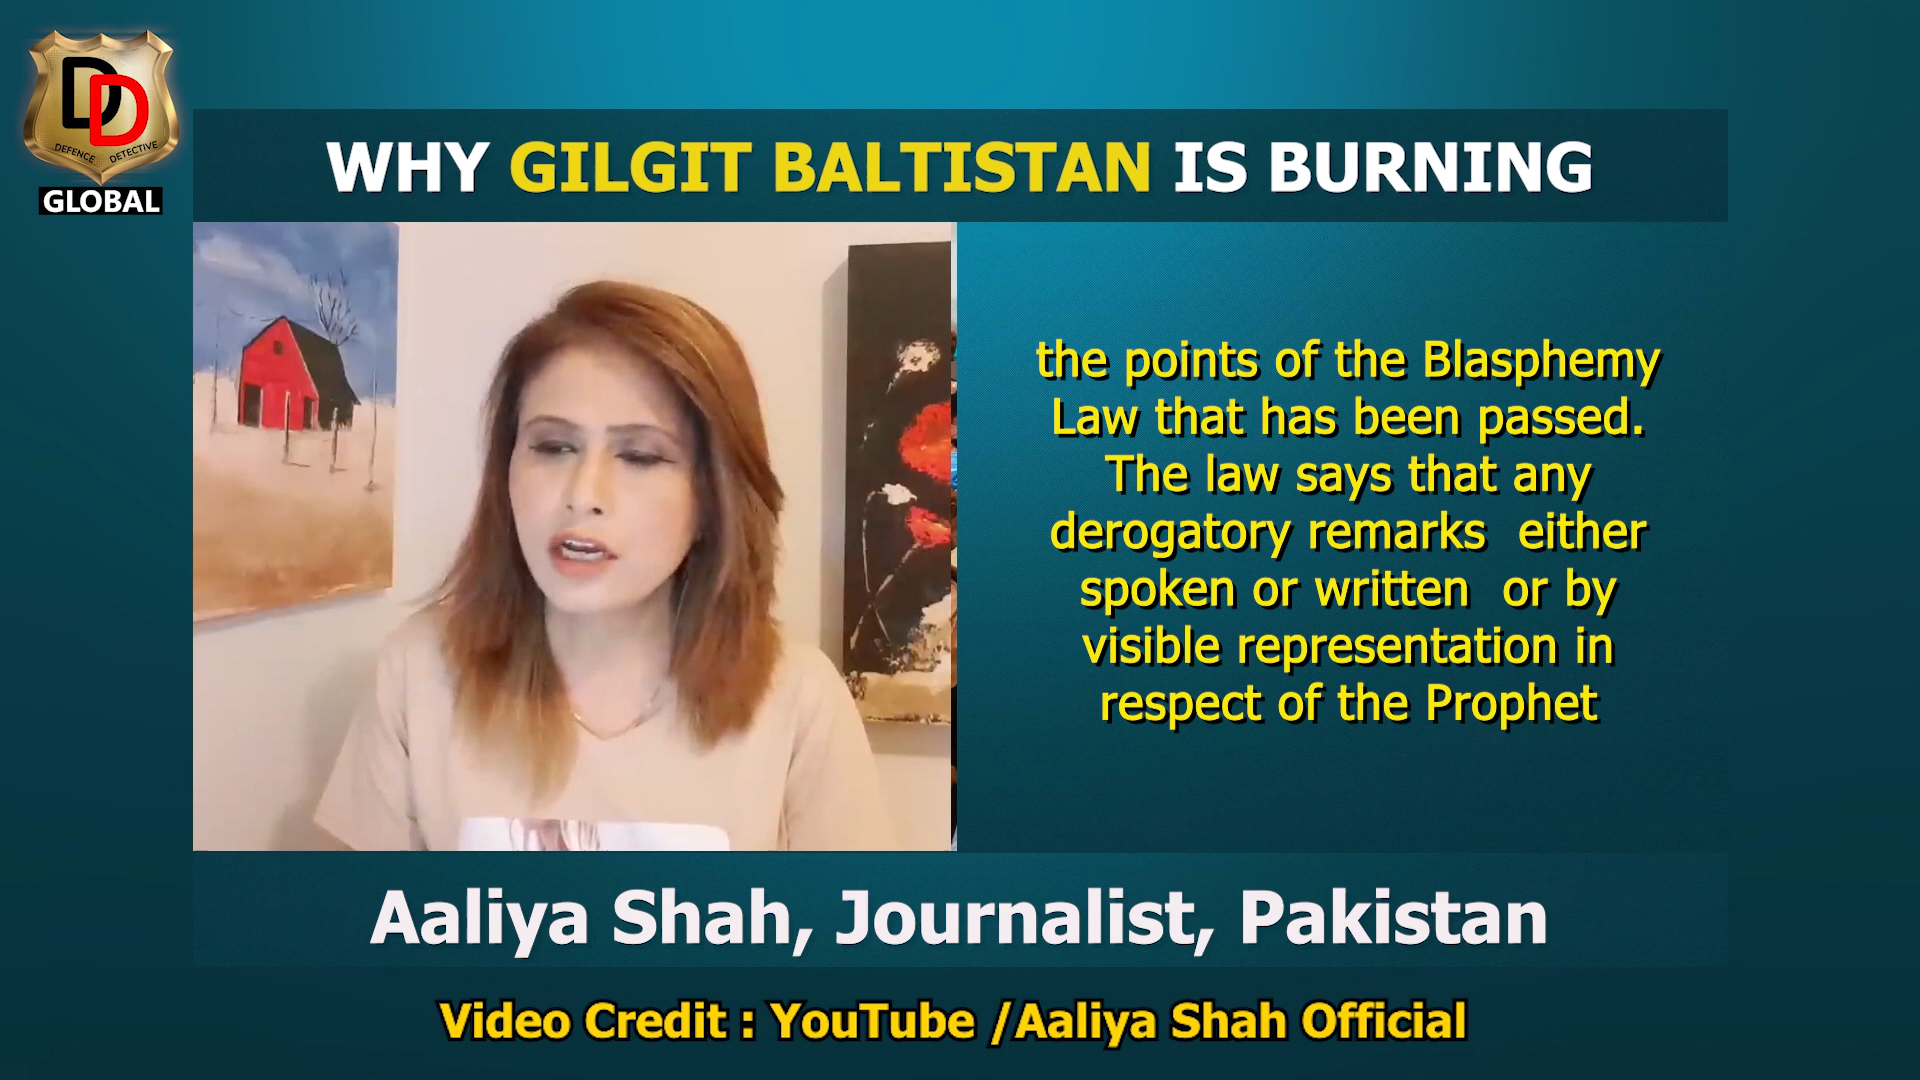 DD
DEFENCE DETECTIVE
GLOBAL
WHY GILGIT BALTISTAN IS BURNING
the points of the Blasphemy
Law that has been passed.
The law says that any
derogatory remarks either
spoken or written or by
visible representation in
respect of the Prophet
Aaliya Shah, Journalist, Pakistan
Video Credit : YouTube /Aaliya Shah Official